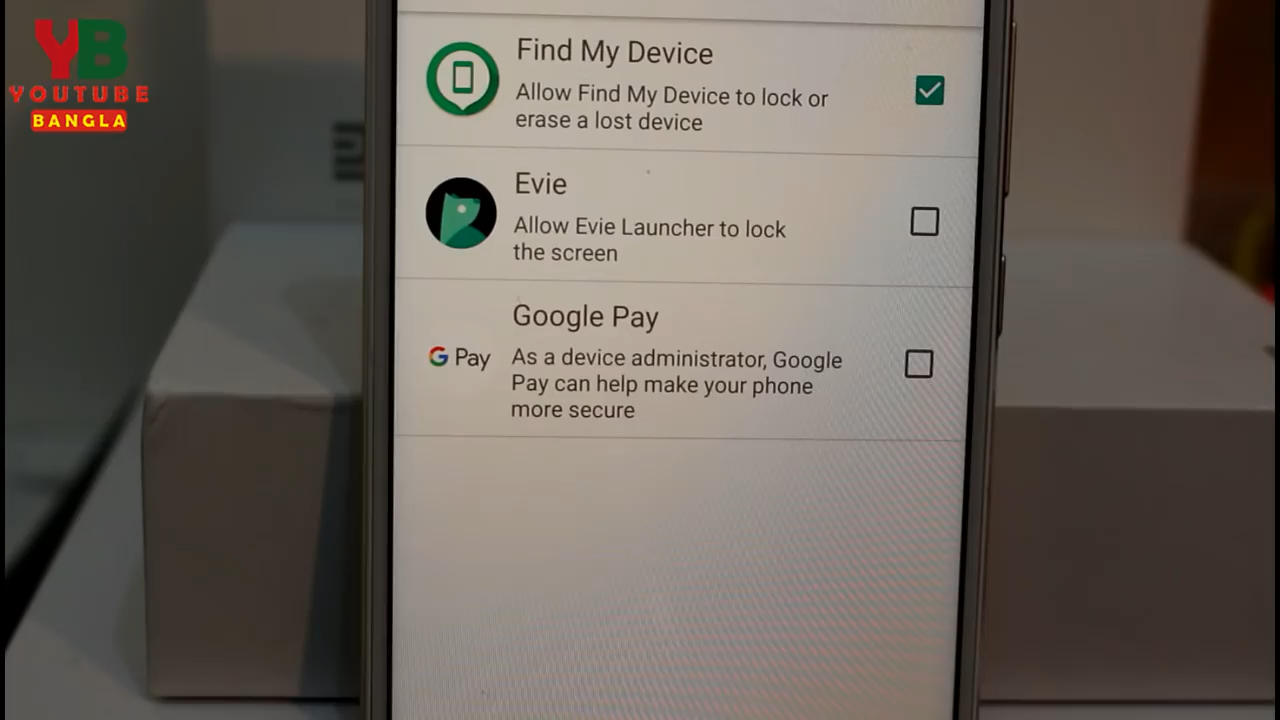 YB
YOUTUBE
BANGLA
Find My Device
Allow Find My Device to lock or
erase a lost device
Evie
Allow Evie Launcher to lock
the screen
G Pay
Google Pay
As a device administrator, Google
Pay can help make your phone
more secure